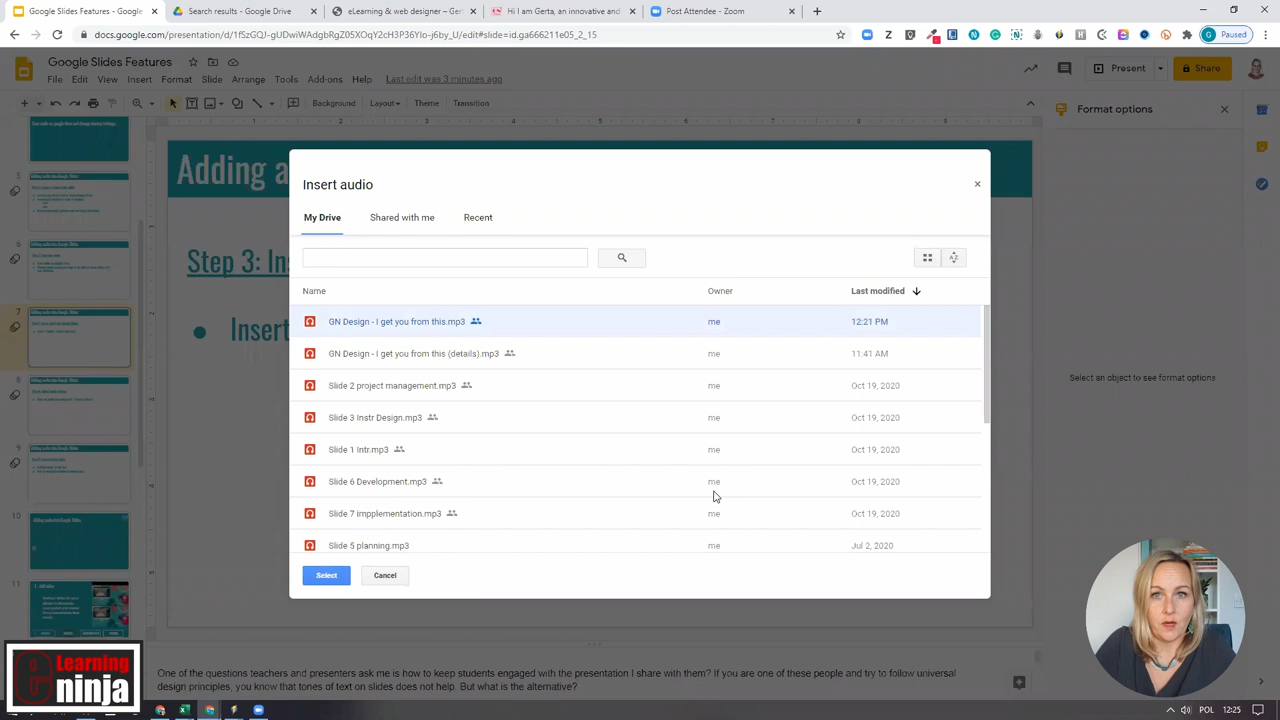 Google Slides Features - G
Search results - Google Drive
eLearning & web designer – Ger
Hi I am Gerta, an innovative and
Post Attendee - Zoom
docs.google.com/presentation/d/1fSzGQJ-gUDwiWAdgbRgZ05XOqY2cH3P36YIo-j6by_U/edit#slide=id.ga666211e05_2_15
Paused
Google Slides Features
File Edit View Insert Format Slide Arrange Tools Add-ons Help Last edit was 3 minutes ago
Present
Share
Background Layout Theme Transition
Format options
Select an object to see format options
Adding a
Step 3: In
Insert
Insert audio
My Drive Shared with me Recent
Name Owner Last modified
GN Design - I get you from this.mp3 me 12:21 PM
GN Design - I get you from this (details).mp3 me 11:41 AM
Slide 2 project management.mp3 me Oct 19, 2020
Slide 3 Instr Design.mp3 me Oct 19, 2020
Slide 1 Intr.mp3 me Oct 19, 2020
Slide 6 Development.mp3 me Oct 19, 2020
Slide 7 impplementation.mp3 me Oct 19, 2020
Slide 5 planning.mp3 me Jul 2, 2020
Select Cancel
5
6
7
8
9
10
11
One of the questions teachers and presenters ask me is how to keep students engaged with the presentation I share with them? If you are one of these people and try to follow universal
design principles, you know that tones of text on slides does not help. But what is the alternative?
e Learning
ninja
POL 12:25